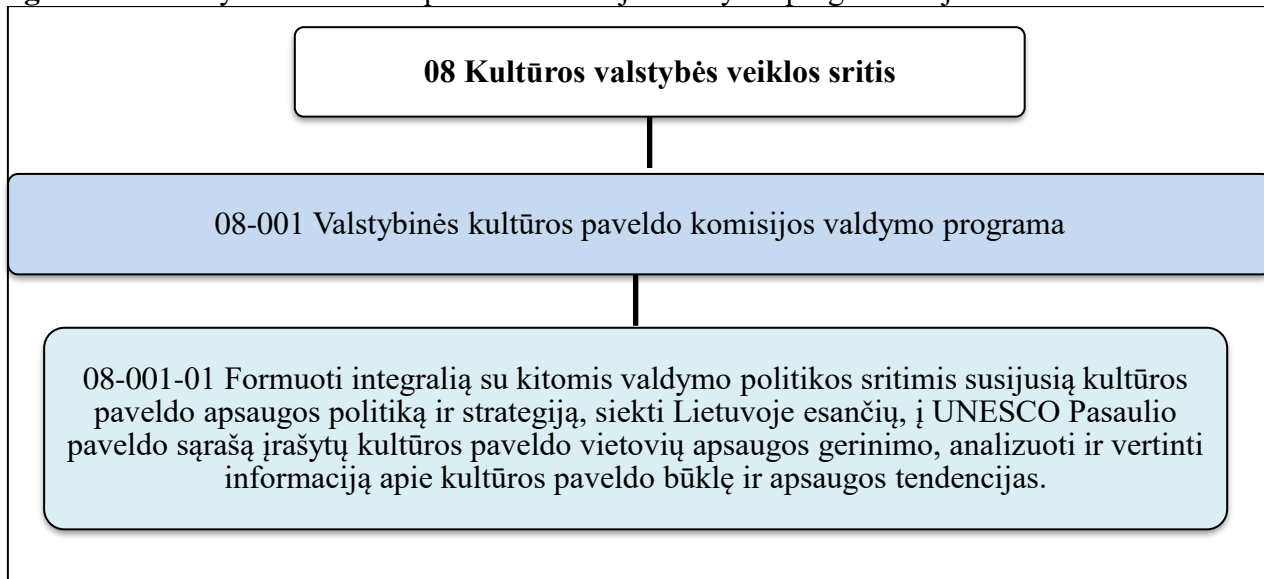 08 Kultūros valstybės veiklos sritis
08-001 Valstybinės kultūros paveldo komisijos valdymo programa
08-001-01 Formuoti integralią su kitomis valdymo politikos sritimis susijusią kultūros
paveldo apsaugos politiką ir strategiją, siekti Lietuvoje esančių, į UNESCO Pasaulio
paveldo sąrašą įrašytų kultūros paveldo vietovių apsaugos gerinimo, analizuoti ir vertinti
informaciją apie kultūros paveldo būklę ir apsaugos tendencijas.